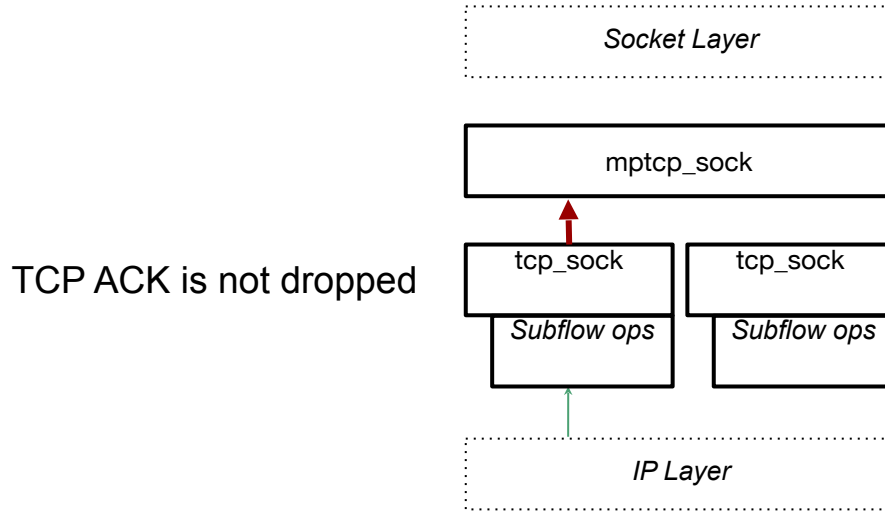 Socket Layer
mptcp_sock
TCP ACK is not dropped
tcp_sock
tcp_sock
Subflow ops
Subflow ops
IP Layer